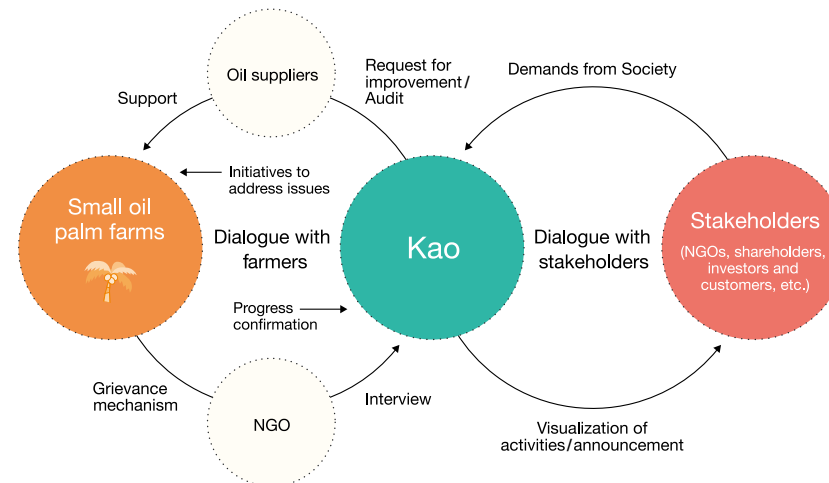 Oil suppliers
Request for
improvement/
Audit
Demands from Society
Support
Initiatives to
address issues
Small oil
palm farms
Dialogue with
farmers
Kao
Dialogue with
stakeholders
Stakeholders
(NGOs, shareholders,
investors and
customers, etc.)
Progress
confirmation
Grievance
mechanism
NGO
Interview
Visualization of
activities/announcement